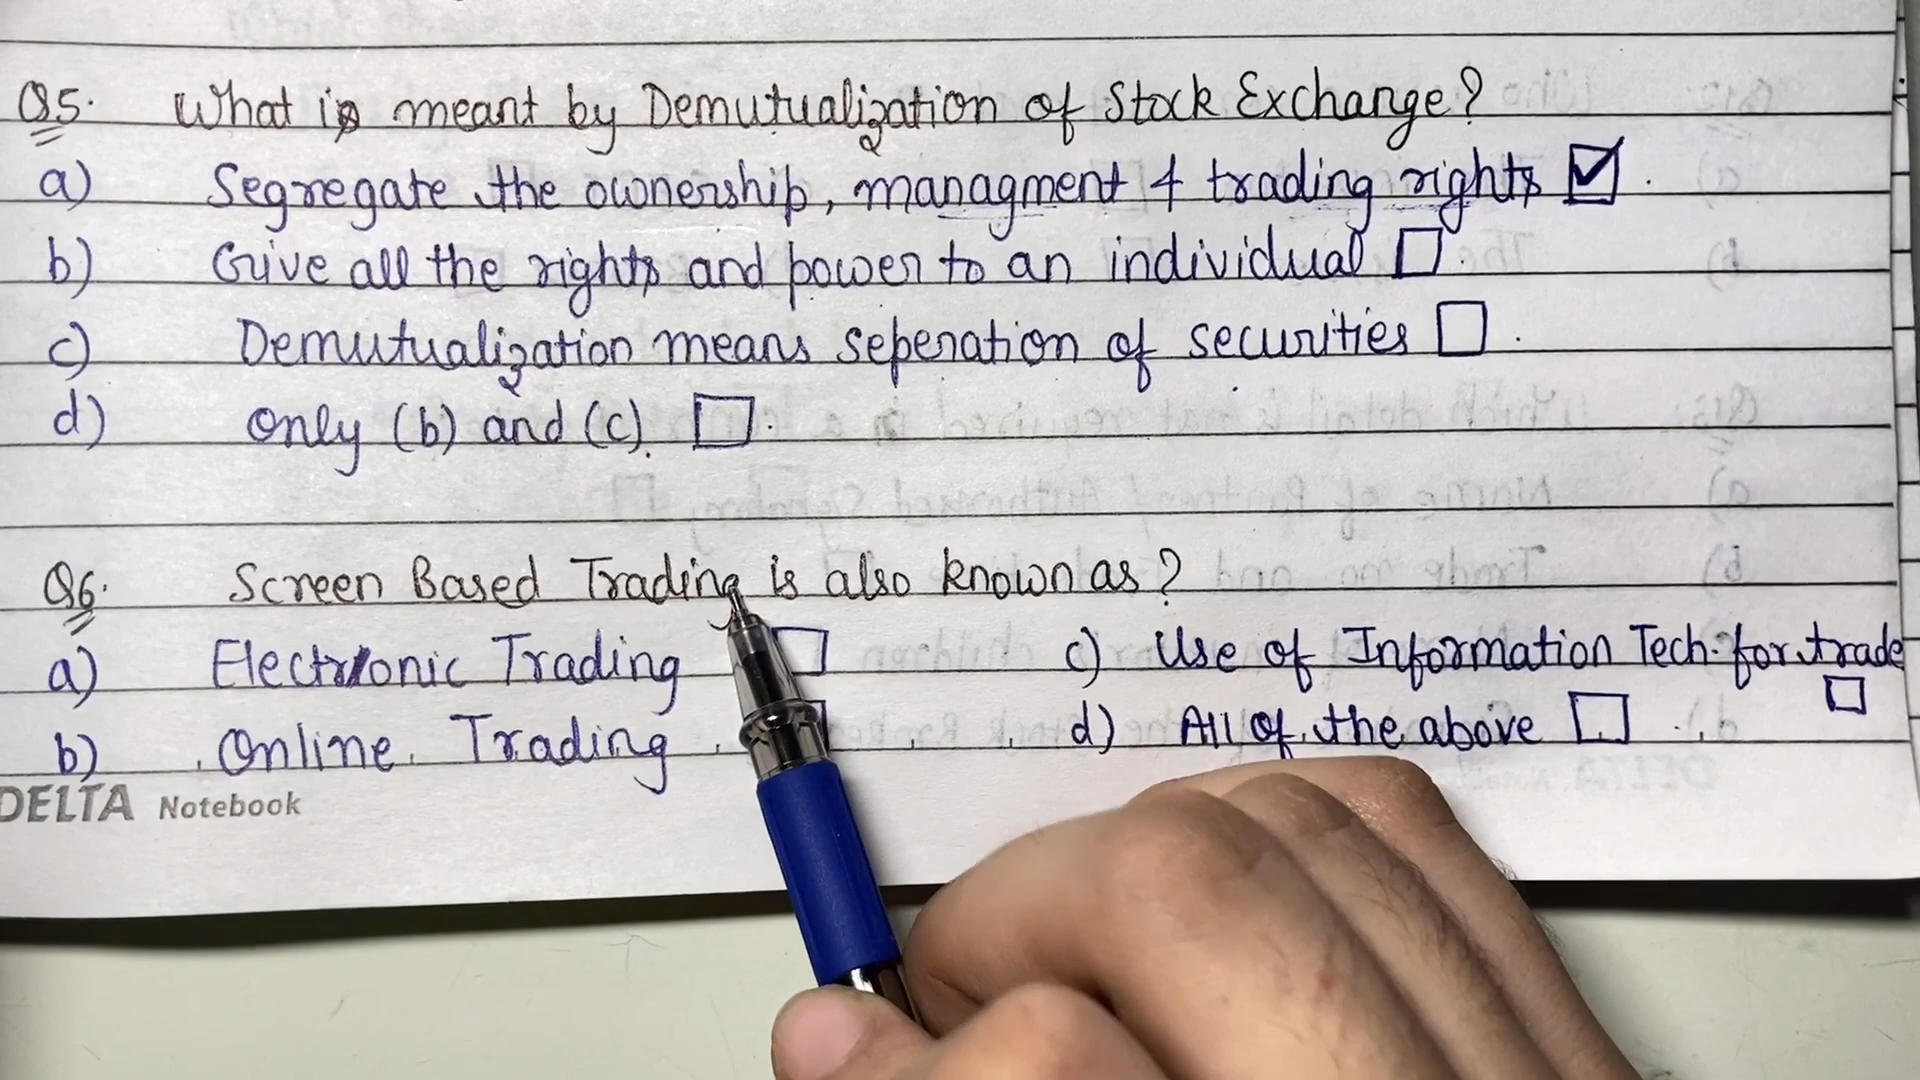 Q5. What is meant by Demutualization of Stock Exchange?
a) Segregate the ownership, managment & trading rights
b) Give all the rights and power to an individual
c) Demutualization means seperation of securities
d) Only (b) and (c).
Q6. Screen Based Trading is also known as?
a) Electronic Trading c) Use of Information Tech. for trade
b) Online Trading d) All of the above
DELTA Notebook